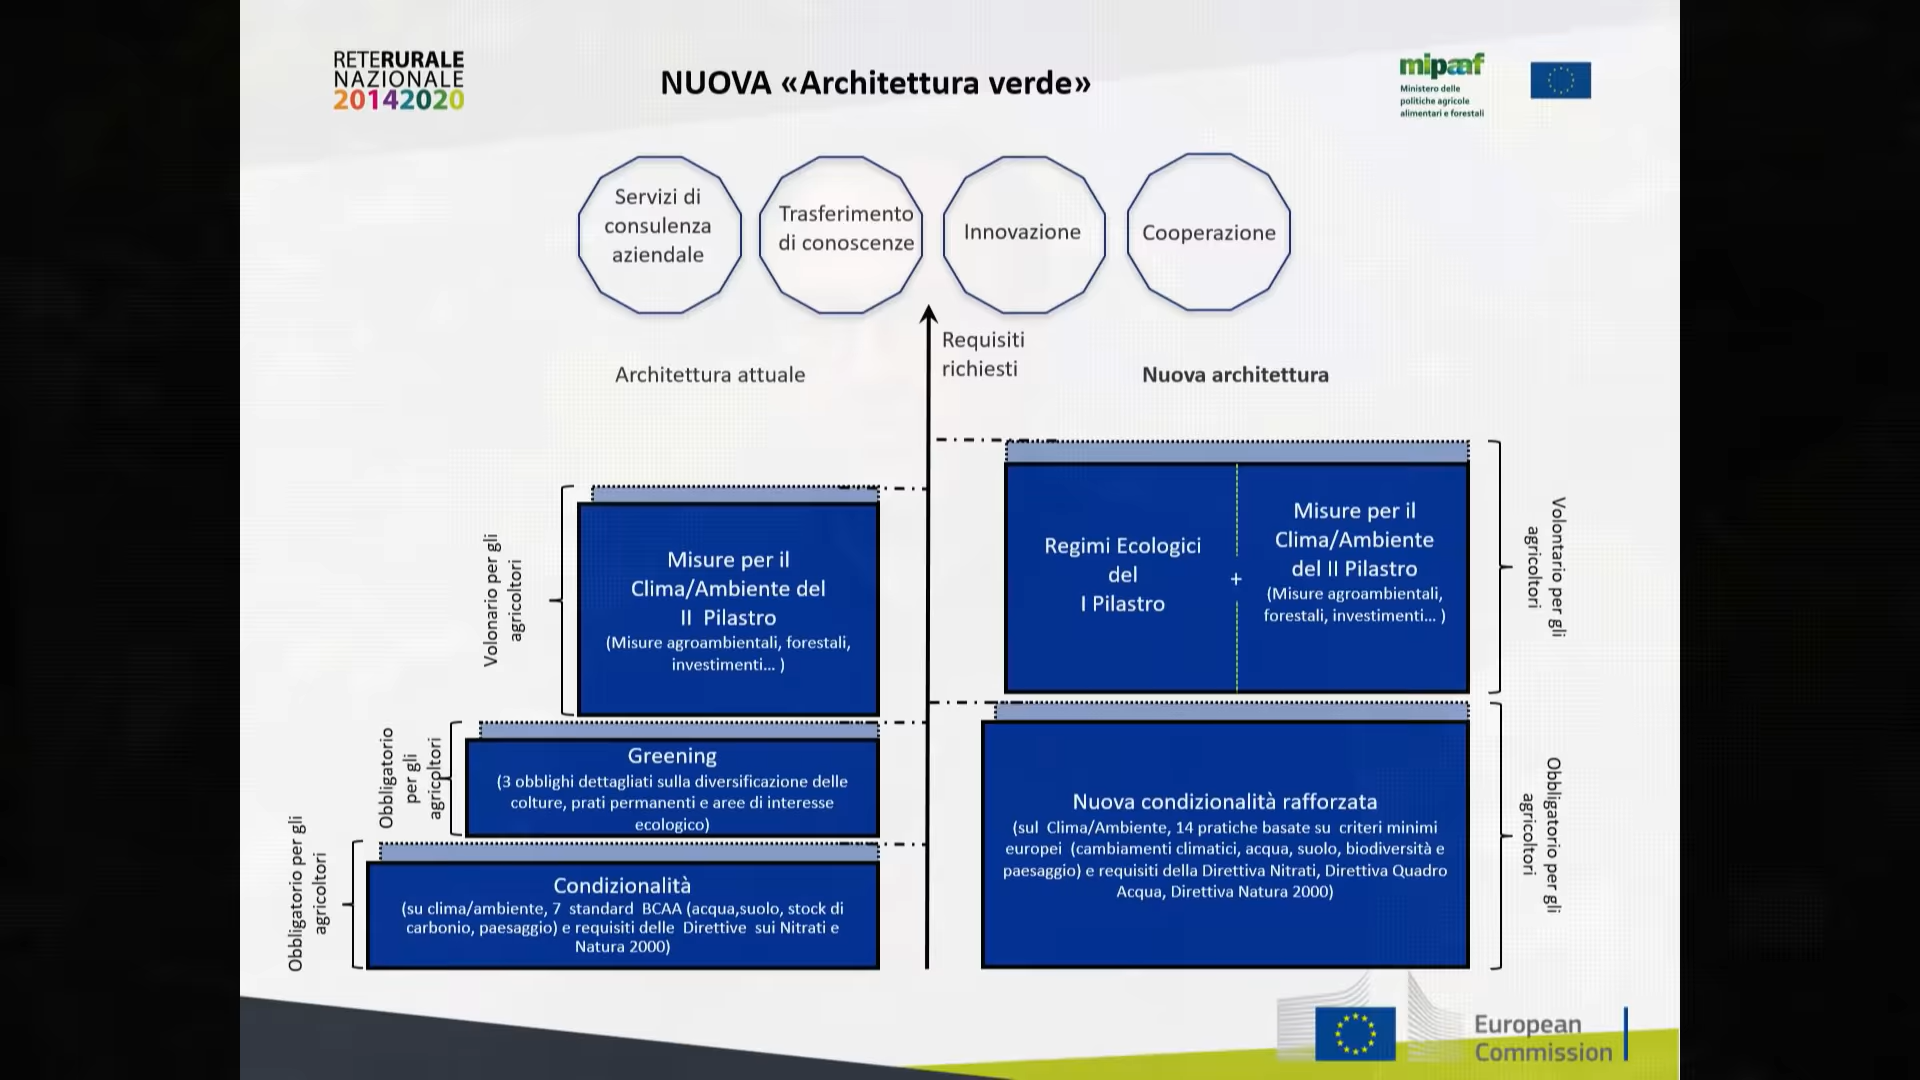 RETERURALE
NAZIONALE
20142020
NUOVA «Architettura verde»
mipaaf
Ministero delle
politiche agricole
alimentari e forestali
Servizi di
consulenza
aziendale
Trasferimento
di conoscenze
Innovazione
Cooperazione
Requisiti
richiesti
Architettura attuale
Nuova architettura
Volonario per gli
agricoltori
Misure per il
Clima/Ambiente del
II Pilastro
(Misure agroambientali, forestali,
investimenti... )
Obbligatorio
per gli
agricoltori
Greening
(3 obblighi dettagliati sulla diversificazione delle
colture, prati permanenti e aree di interesse
ecologico)
Obbligatorio per gli
agricoltori
Condizionalità
(su clima/ambiente, 7 standard BCAA (acqua,suolo, stock di
carbonio, paesaggio) e requisiti delle Direttive sui Nitrati e
Natura 2000)
Regimi Ecologici
del
I Pilastro
+
Misure per il
Clima/Ambiente
del II Pilastro
(Misure agroambientali,
forestali, investimenti... )
Volontario per gli
agricoltori
Nuova condizionalità rafforzata
(sul Clima/Ambiente, 14 pratiche basate su criteri minimi
europei (cambiamenti climatici, acqua, suolo, biodiversità e
paesaggio) e requisiti della Direttiva Nitrati, Direttiva Quadro
Acqua, Direttiva Natura 2000)
Obbligatorio per gli
agricoltori
European
Commission